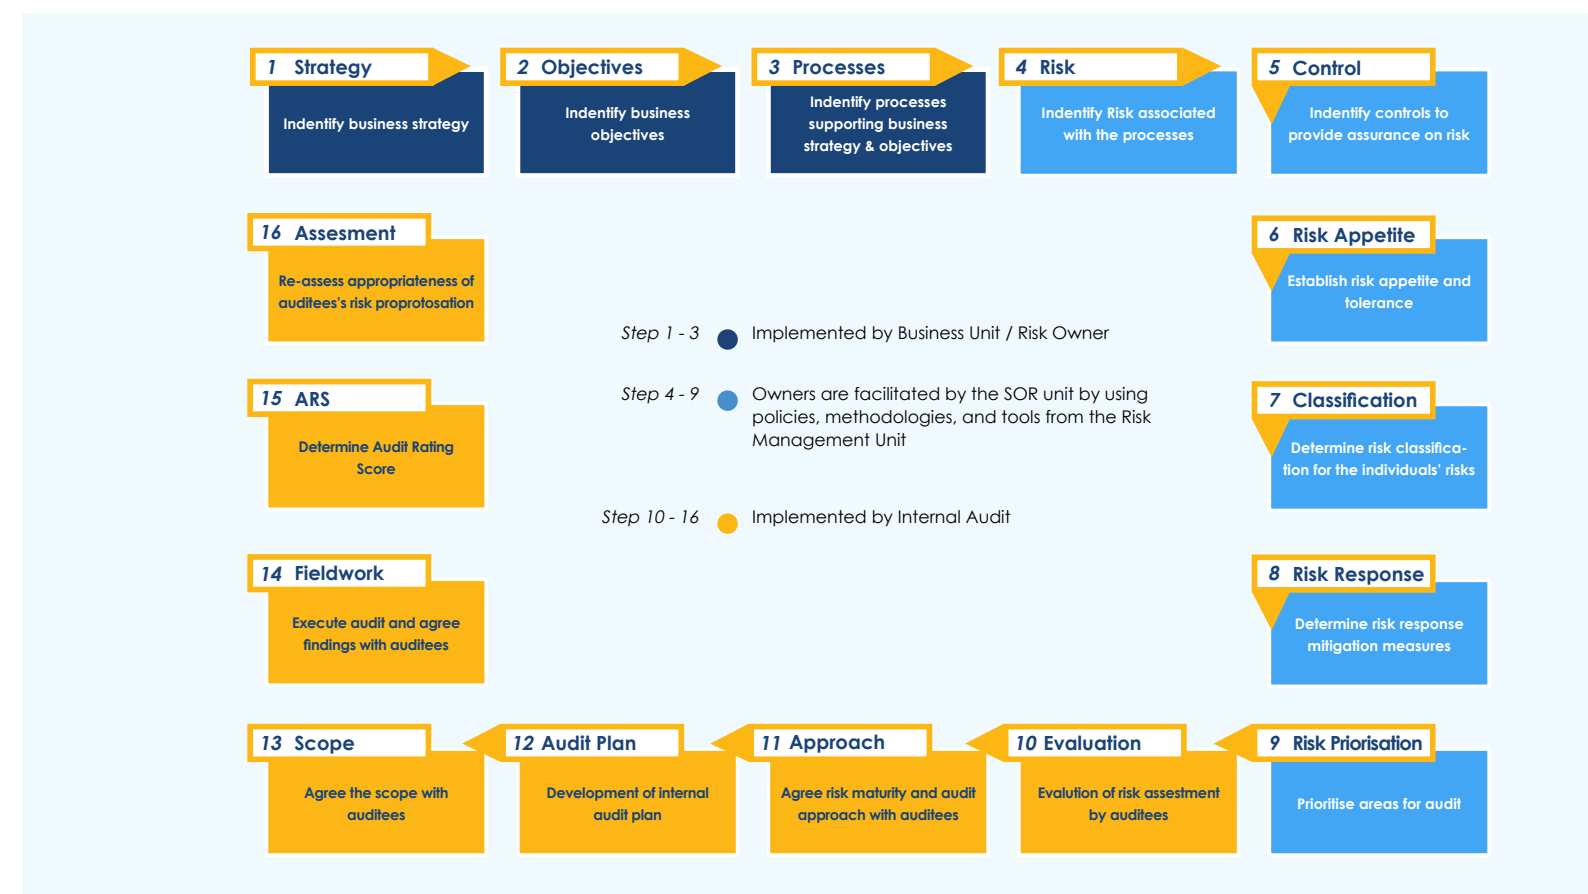 1 Strategy
Indentify business strategy
2 Objectives
Indentify business
objectives
3 Processes
Indentify processes
supporting business
strategy & objectives
4 Risk
Indentify Risk associated
with the processes
5 Control
Indentify controls to
provide assurance on risk
16 Assesment
Re-assess appropriateness of
auditees's risk proprotosation
6 Risk Appetite
Establish risk appetite and
tolerance
Step 1 - 3
Implemented by Business Unit / Risk Owner
Step 4 - 9
Owners are facilitated by the SOR unit by using
policies, methodologies, and tools from the Risk
Management Unit
Step 10 - 16
Implemented by Internal Audit
15 ARS
Determine Audit Rating
Score
7 Classification
Determine risk classifica-
tion for the individuals' risks
14 Fieldwork
Execute audit and agree
findings with auditees
8 Risk Response
Determine risk response
mitigation measures
13 Scope
Agree the scope with
auditees
12 Audit Plan
Development of internal
audit plan
11 Approach
Agree risk maturity and audit
approach with auditees
10 Evaluation
Evalution of risk assestment
by auditees
9 Risk Priorisation
Prioritise areas for audit